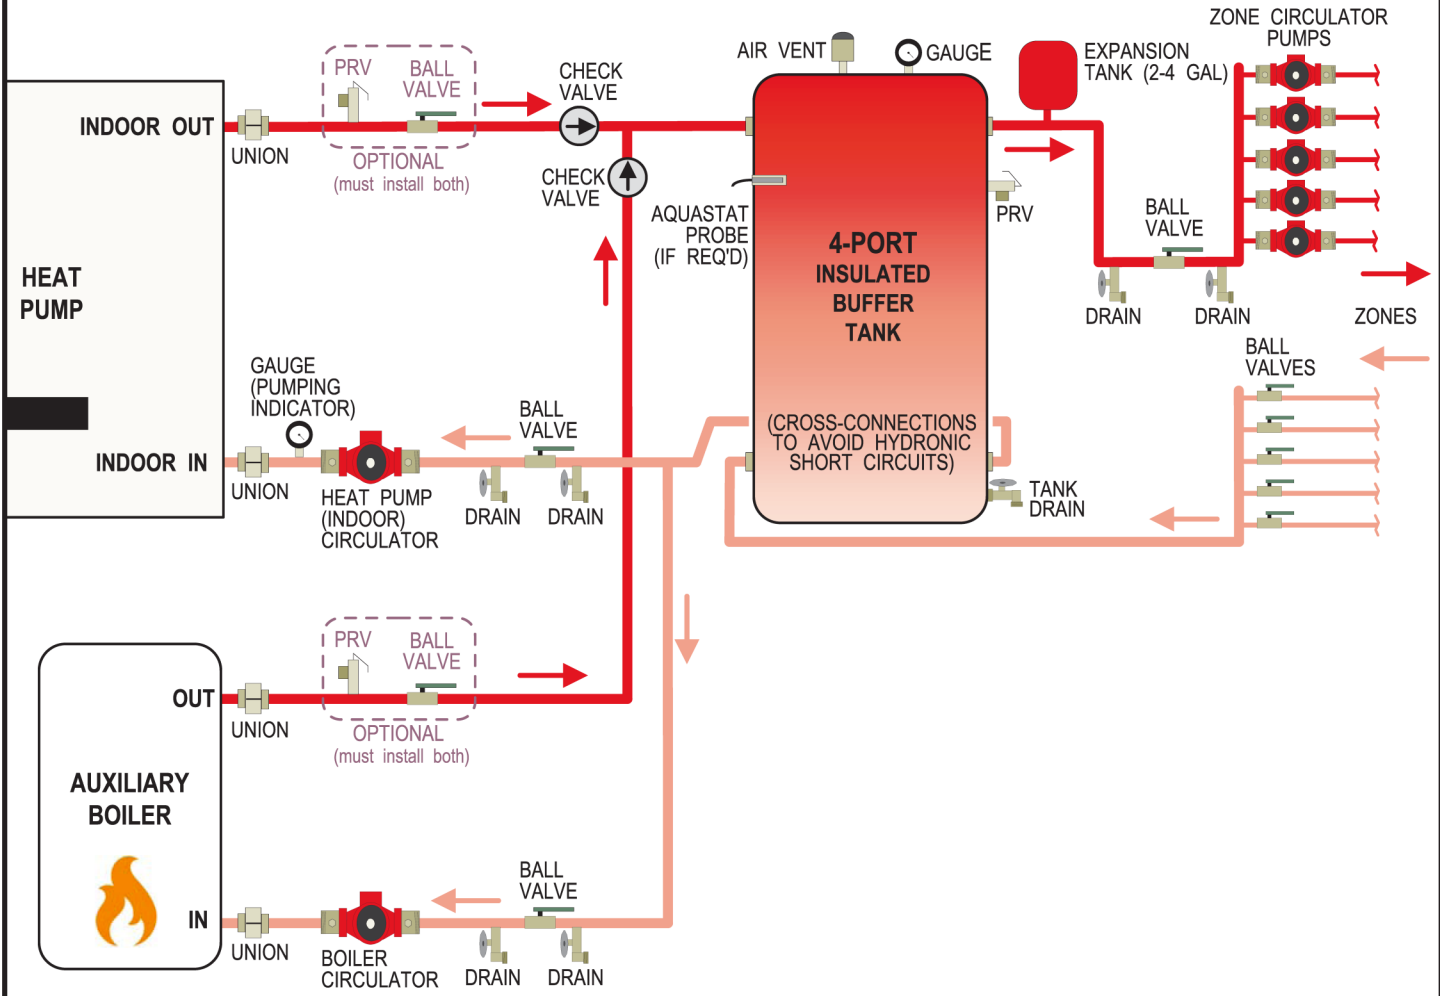 ZONE CIRCULATOR
PUMPS
AIR VENT
GAUGE
EXPANSION
TANK (2-4 GAL)
PRV
BALL
VALVE
CHECK
VALVE
INDOOR OUT
UNION
OPTIONAL
(must install both)
CHECK
VALVE
AQUASTAT
PROBE
(IF REQ'D)
PRV
BALL
VALVE
4-PORT
INSULATED
BUFFER
TANK
HEAT
PUMP
DRAIN
DRAIN
ZONES
BALL
VALVES
GAUGE
(PUMPING
INDICATOR)
BALL
VALVE
(CROSS-CONNECTIONS
TO AVOID HYDRONIC
SHORT CIRCUITS)
INDOOR IN
UNION
HEAT PUMP
(INDOOR)
CIRCULATOR
DRAIN
DRAIN
TANK
DRAIN
PRV
BALL
VALVE
OUT
UNION
OPTIONAL
(must install both)
AUXILIARY
BOILER
BALL
VALVE
IN
UNION
BOILER
CIRCULATOR
DRAIN
DRAIN